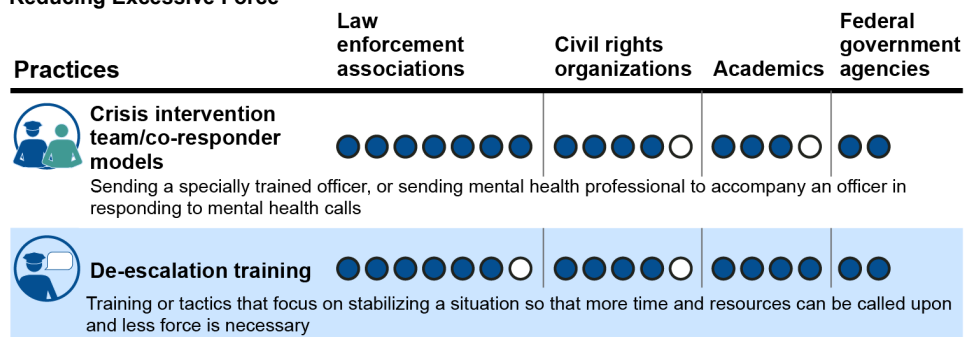 Reducing Excessive Force
Practices
Law
enforcement
associations
Civil rights
organizations
Academics
Federal
government
agencies
Crisis intervention
team/co-responder
models
Sending a specially trained officer, or sending mental health professional to accompany an officer in
responding to mental health calls
De-escalation training
Training or tactics that focus on stabilizing a situation so that more time and resources can be called upon
and less force is necessary